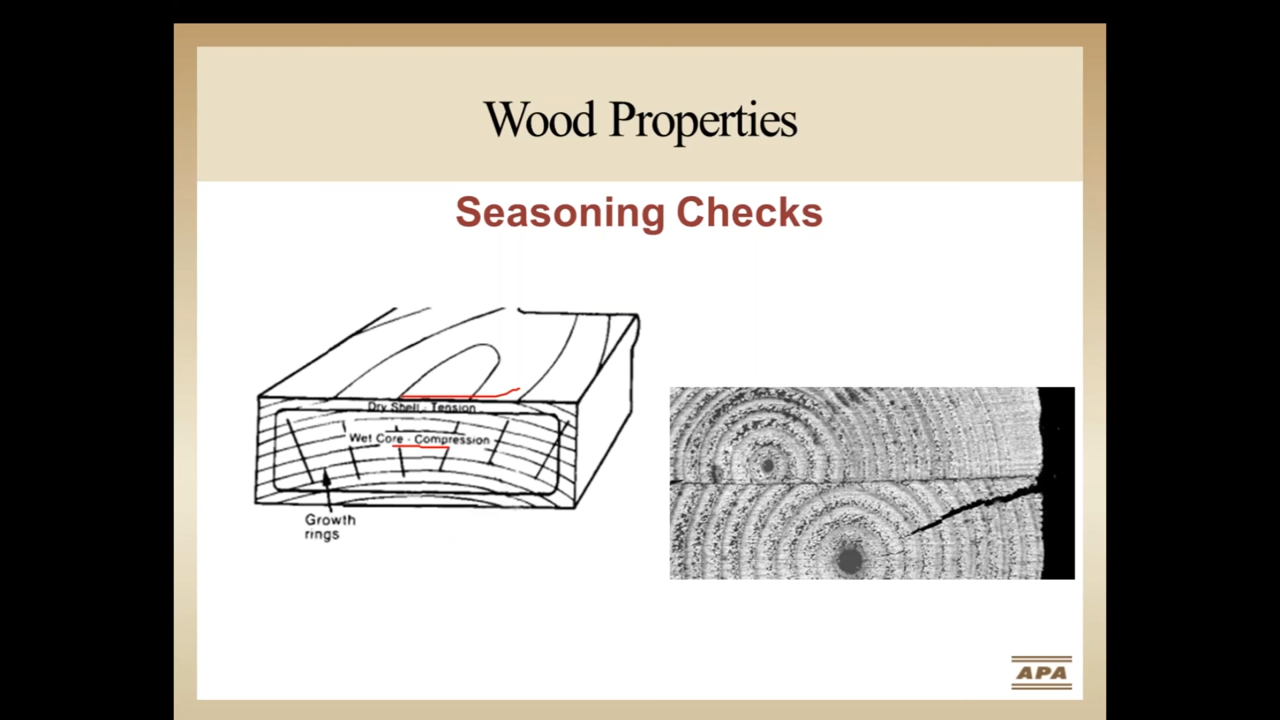 Wood Properties
Seasoning Checks
Dry Shell - Tension
Wet Core - Compression
Growth
rings
APA